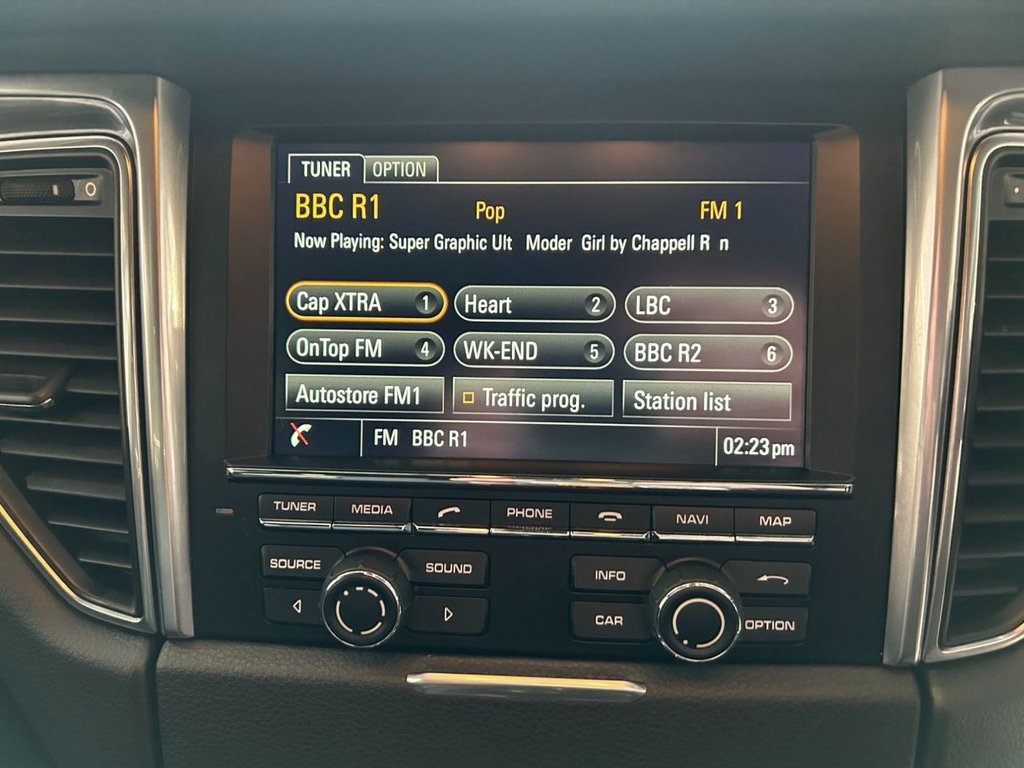 TUNER OPTION
BBC R1 Pop FM 1
Now Playing: Super Graphic Ult Moder Girl by Chappell R n
Cap XTRA 1 Heart 2 LBC 3
OnTop FM 4 WK-END 5 BBC R2 6
Autostore FM1 Traffic prog. Station list
FM BBC R1 02:23 pm
TUNER MEDIA PHONE NAVI MAP
SOURCE SOUND INFO
CAR OPTION